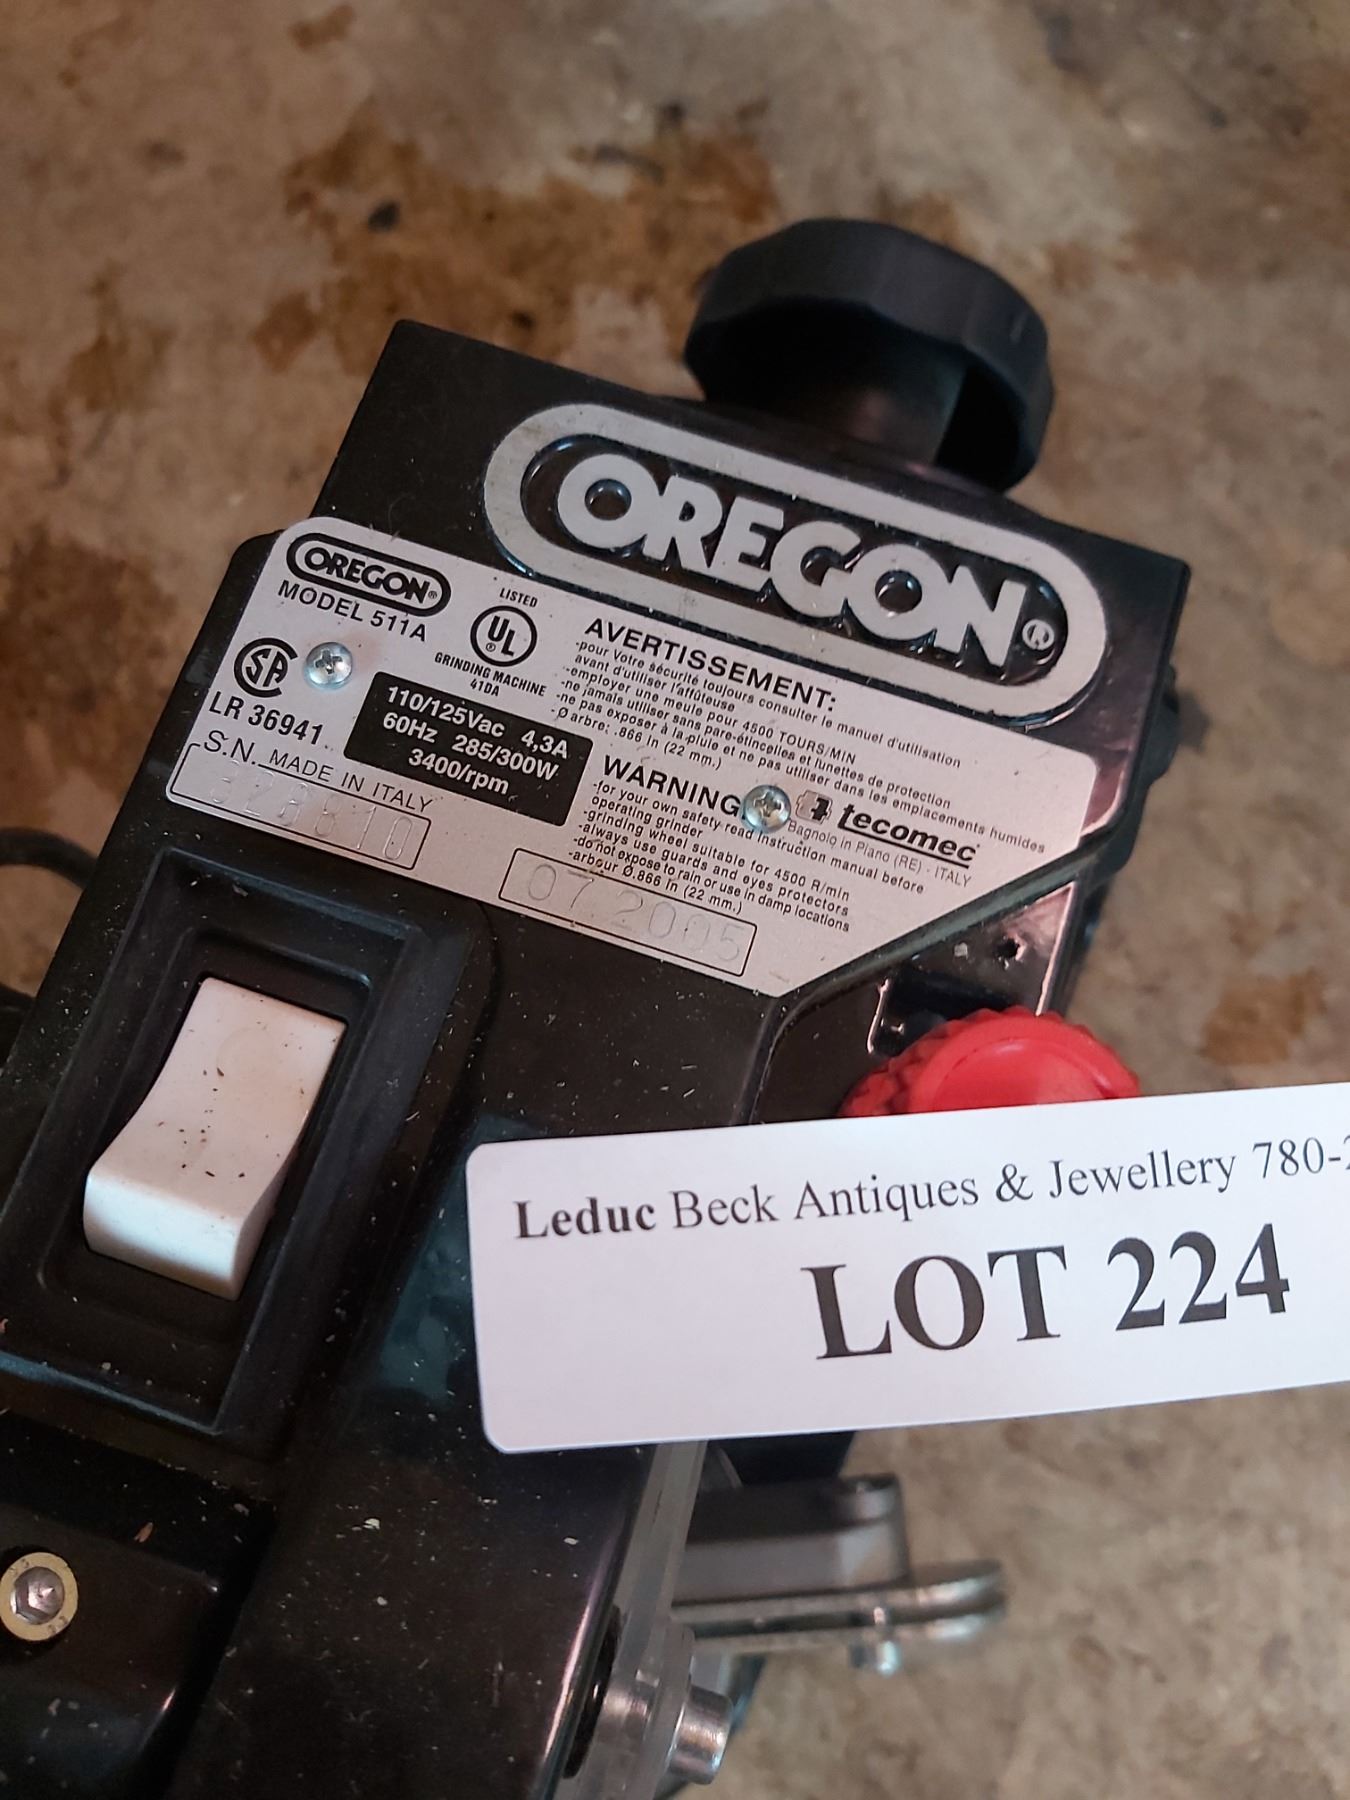 OREGON®
OREGON®
MODEL 511A
LISTED
UL®
GRINDING MACHINE
41DA
SA
LR 36941
110/125Vac 4,3A
60Hz 285/300W
3400/rpm
S.N. MADE IN ITALY
07 2005
AVERTISSEMENT:
-pour Votre sécurité toujours consulter le manuel d'utilisation
avant d'utiliser l'affûteuse
-employer une meule pour 4500 TOURS/MIN
-ne jamais utiliser sans pare-étincelles et lunettes de protection
-ne pas exposer à la pluie et ne pas utiliser dans les emplacements humides
-Ø arbre: .866 In (22 mm.)
WARNING
-for your own safety read instruction manual before
operating grinder
-grinding wheel suitable for 4500 R/min
-always use guards and eyes protectors
-do not expose to rain or use in damp locations
-arbour Ø.866 in (22 mm.)
tecomec
Bagnolo in Piano (RE) - ITALY
Leduc Beck Antiques & Jewellery 780-2
LOT 224